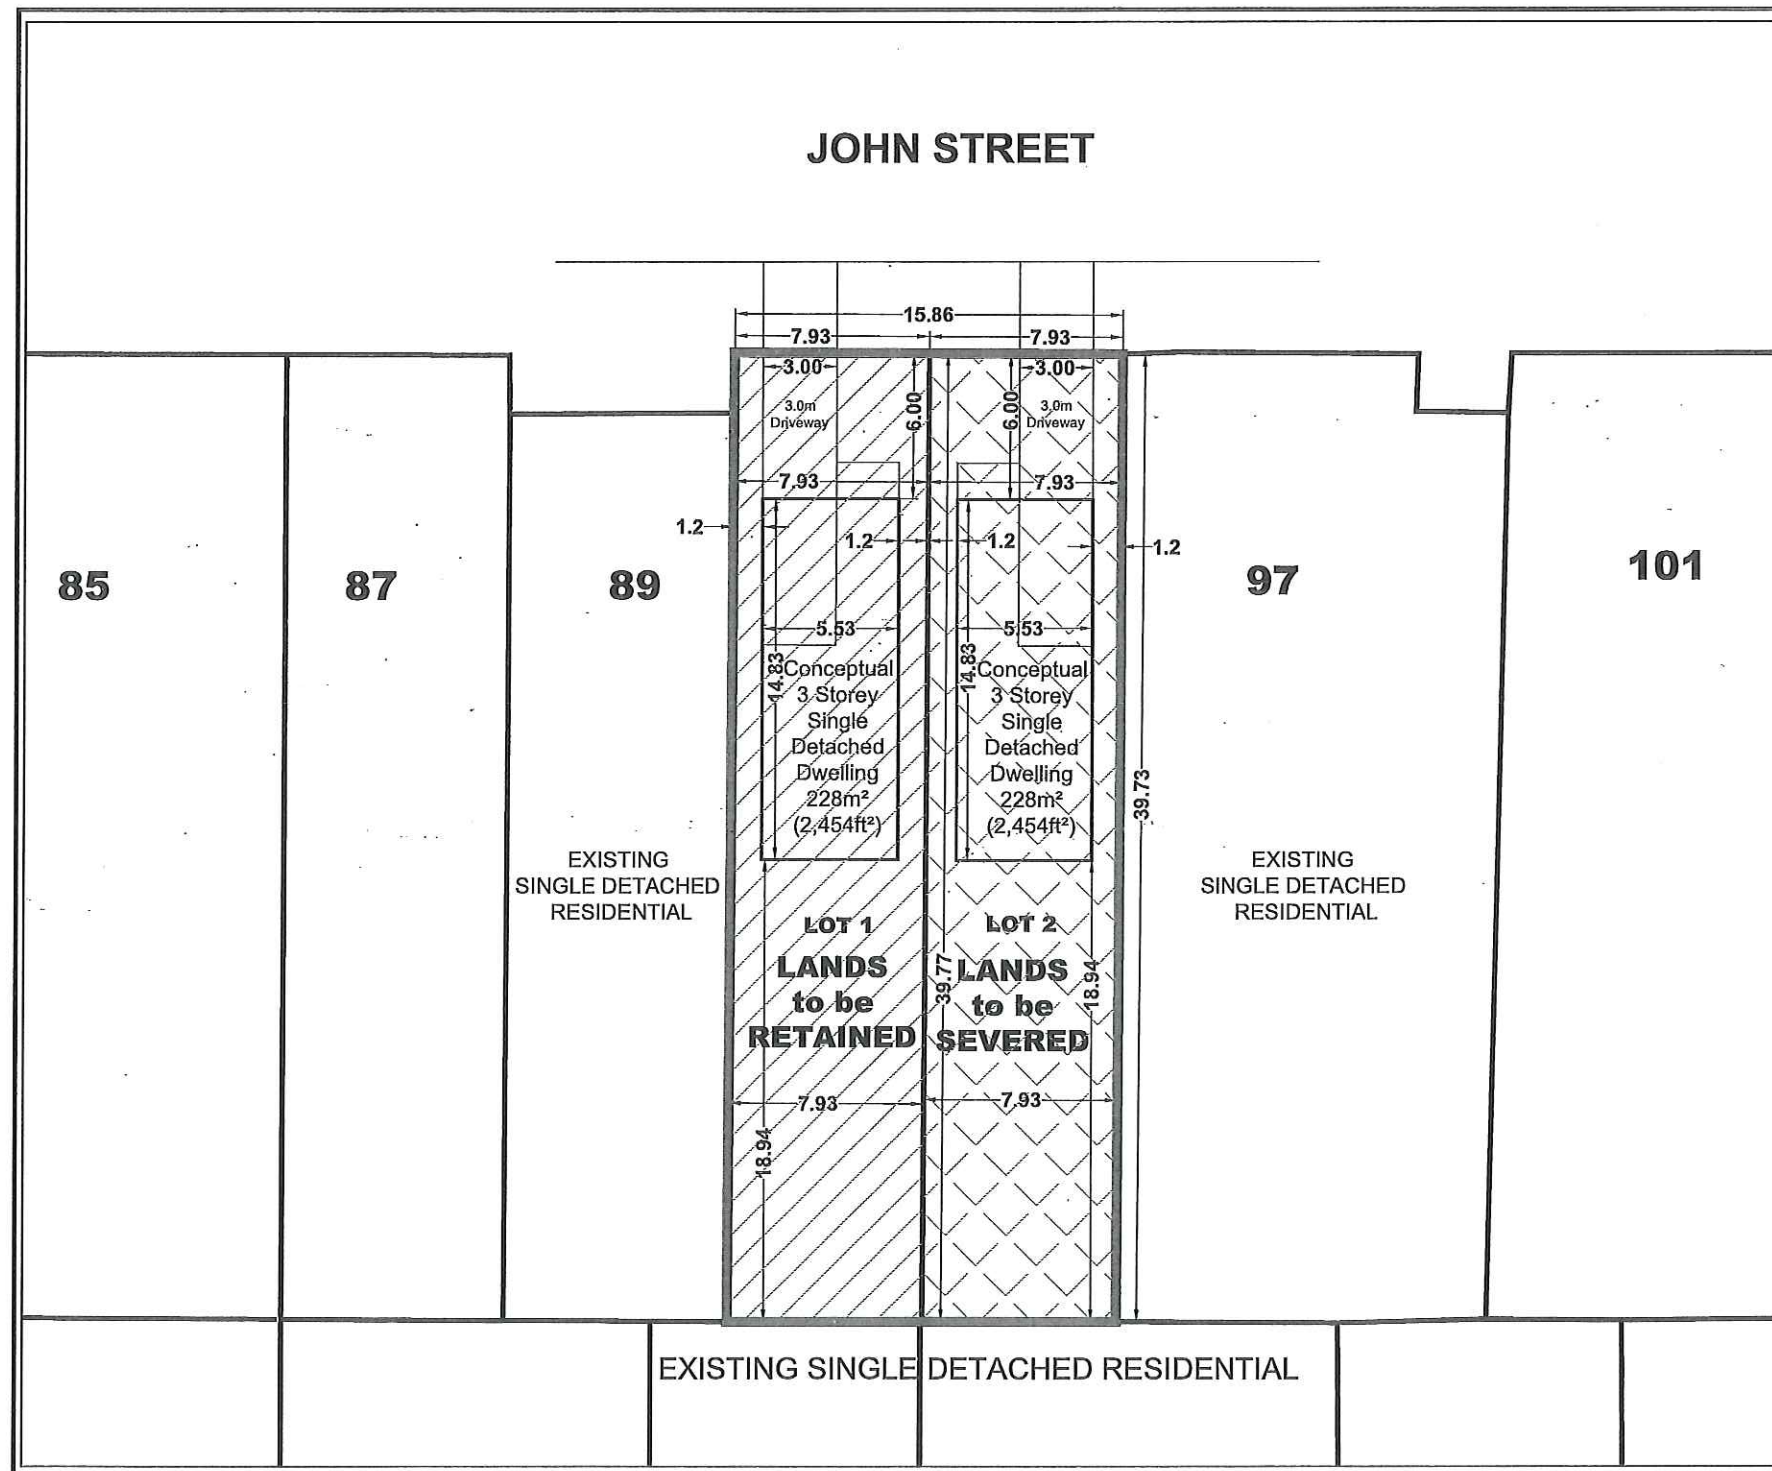 JOHN STREET
15.86
7.93
7.93
3.00
3.00
3.0m
Driveway
3.0m
Driveway
6.00
6.00
7.93
7.93
1.2
1.2
1.2
1.2
85
87
89
97
101
5.53
5.53
14.83
Conceptual
3 Storey
Single
Detached
Dwelling
228m²
(2,454ft²)
14.83
Conceptual
3 Storey
Single
Detached
Dwelling
228m²
(2,454ft²)
39.73
EXISTING
SINGLE DETACHED
RESIDENTIAL
EXISTING
SINGLE DETACHED
RESIDENTIAL
LOT 1
LANDS
to be
RETAINED
39.77
LOT 2
LANDS
to be
SEVERED
18.94
7.93
7.93
18.94
EXISTING SINGLE DETACHED RESIDENTIAL